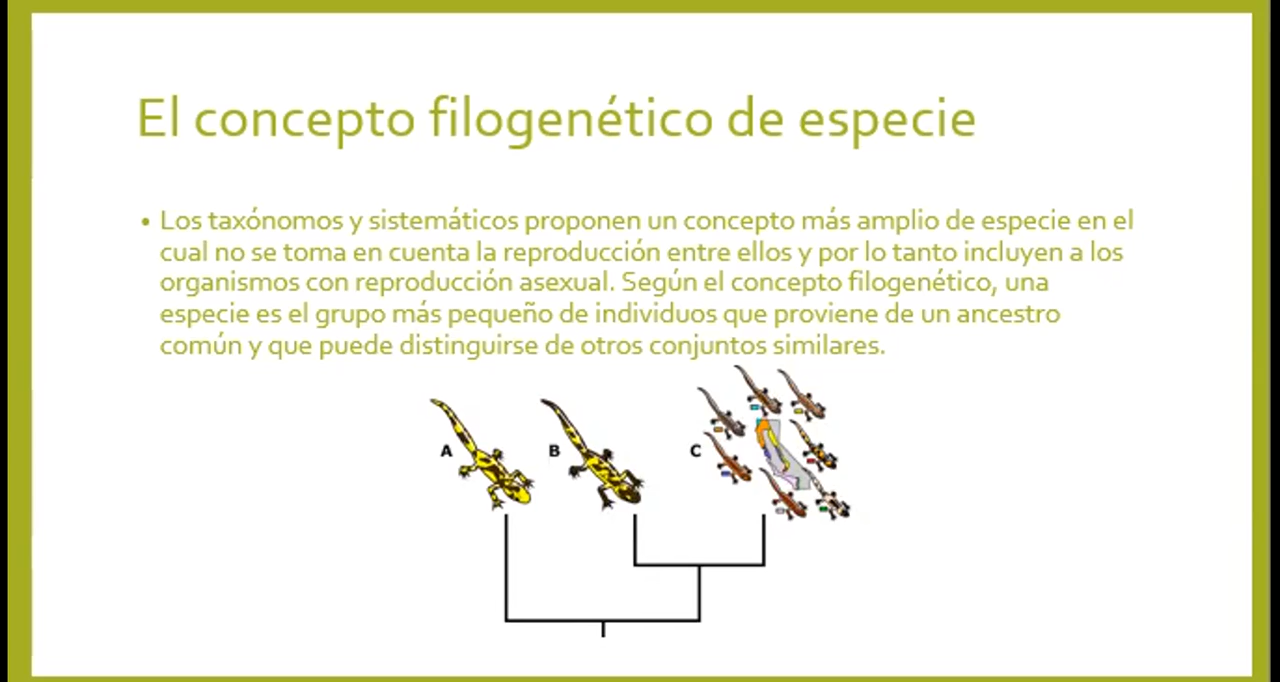 El concepto filogenético de especie
• Los taxónomos y sistemáticos proponen un concepto más amplio de especie en el
cual no se toma en cuenta la reproducción entre ellos y por lo tanto incluyen a los
organismos con reproducción asexual. Según el concepto filogenético, una
especie es el grupo más pequeño de individuos que proviene de un ancestro
común y que puede distinguirse de otros conjuntos similares.
A B C